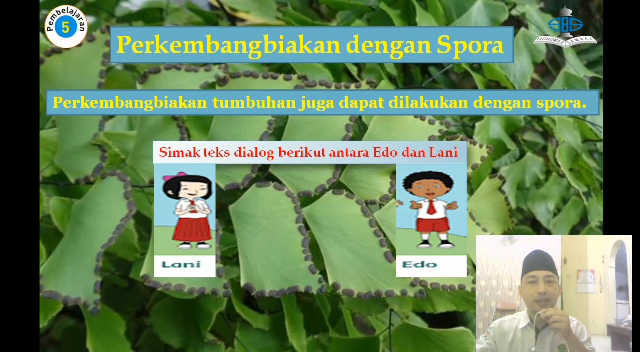 Pembelajaran
5
SBS
Perkembangbiakan dengan Spora
Perkembangbiakan tumbuhan juga dapat dilakukan dengan spora.
Simak teks dialog berikut antara Edo dan Lani
Lani
Edo